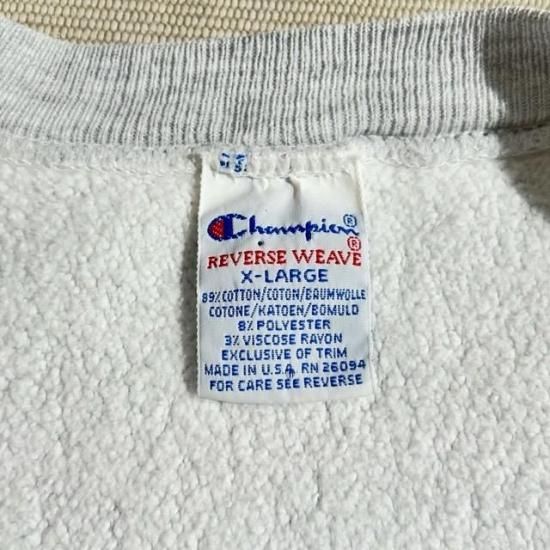 Champion®
REVERSE WEAVE®
X-LARGE
89% COTTON/COTON/BAUMWOLLE
COTONE/KATOEN/BOMULD
8% POLYESTER
3% VISCOSE RAYON
EXCLUSIVE OF TRIM
MADE IN U.S.A. RN 26094
FOR CARE SEE REVERSE